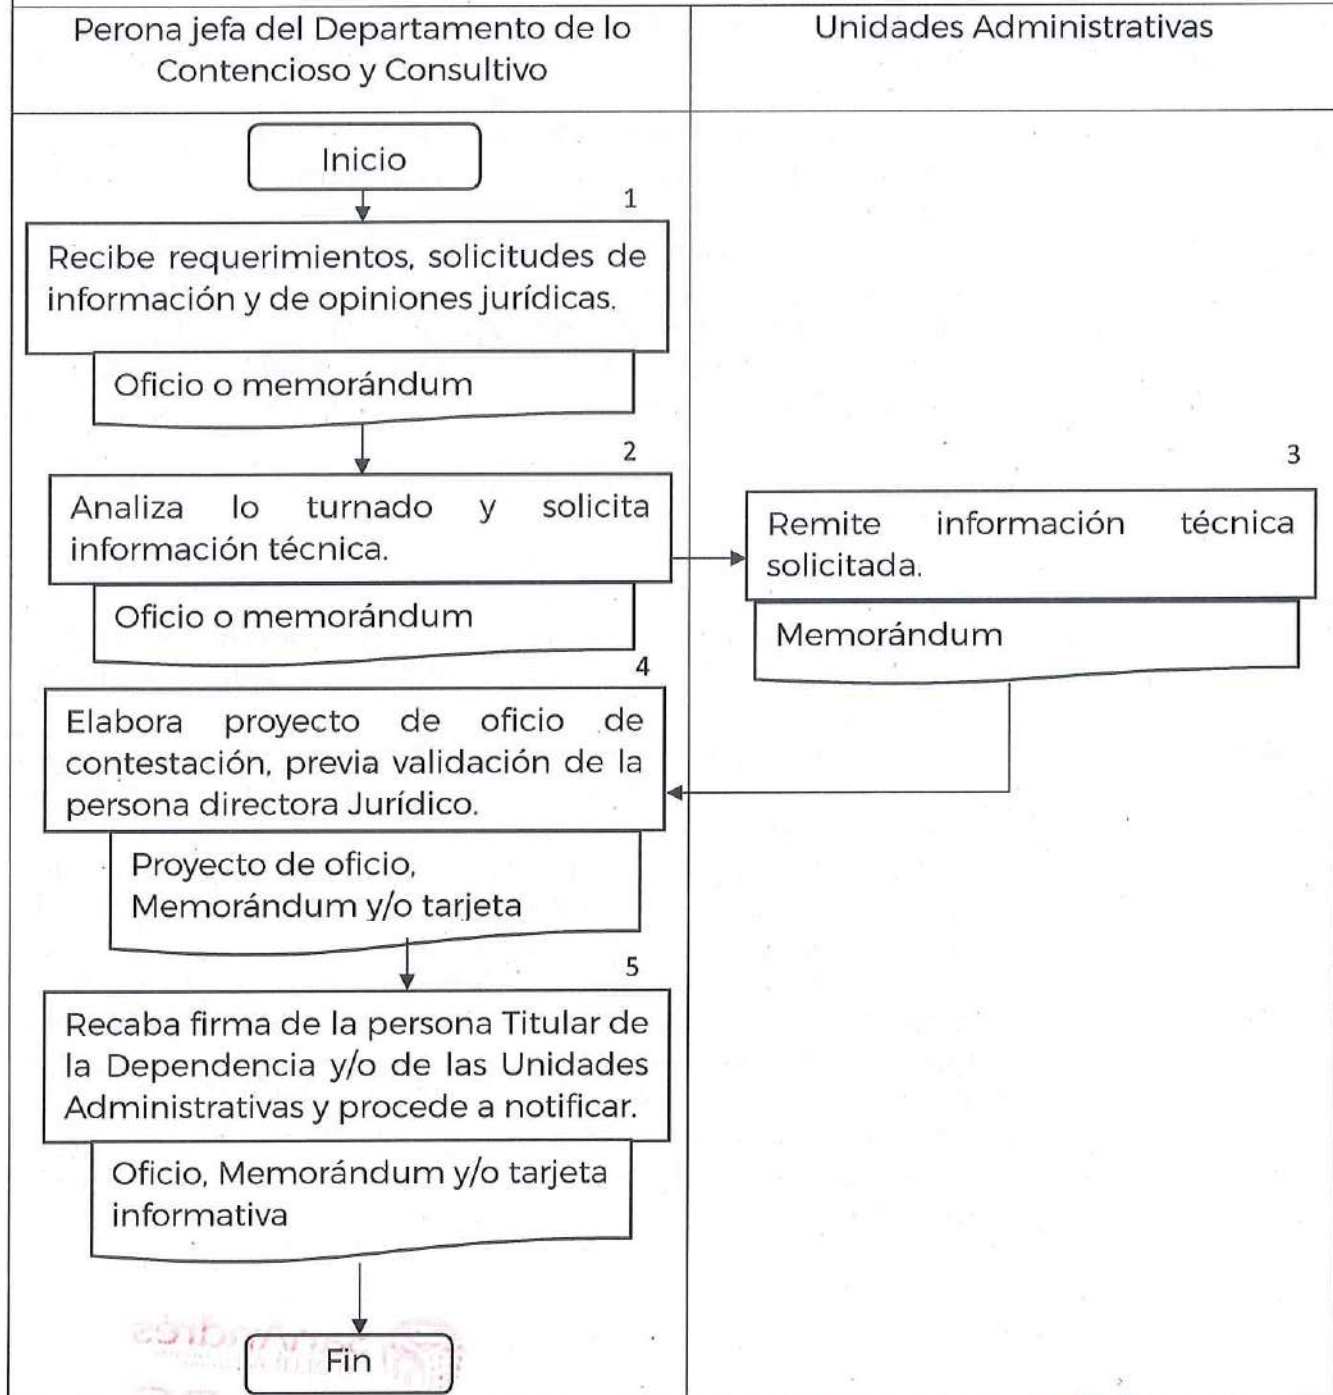 Perona jefa del Departamento de lo
Contencioso y Consultivo
Unidades Administrativas
Inicio
1
Recibe requerimientos, solicitudes de
información y de opiniones jurídicas.
Oficio o memorándum
2
Analiza lo turnado y solicita
información técnica.
Oficio o memorándum
3
Remite información técnica
solicitada.
Memorándum
4
Elabora proyecto de oficio de
contestación, previa validación de la
persona directora Jurídico.
Proyecto de oficio,
Memorándum y/o tarjeta
5
Recaba firma de la persona Titular de
la Dependencia y/o de las Unidades
Administrativas y procede a notificar.
Oficio, Memorándum y/o tarjeta
informativa
Fin